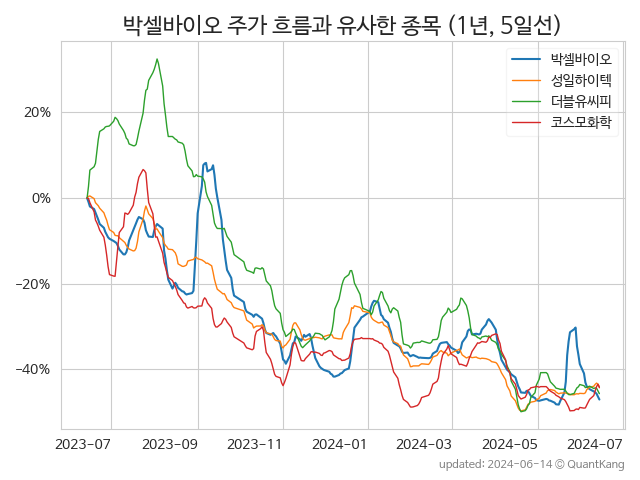 박셀바이오 주가 흐름과 유사한 종목 (1년, 5일선)
박셀바이오
성일하이텍
더블유씨피
코스모화학
20%
0%
−20%
−40%
2023-07 2023-09 2023-11 2024-01 2024-03 2024-05 2024-07
updated: 2024-06-14 © QuantKang